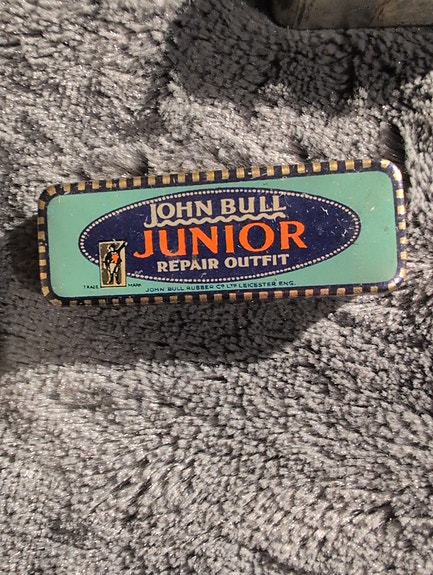 JOHN BULL
JUNIOR
REPAIR OUTFIT
TRADE MARK
JOHN BULL RUBBER CO. LTD LEICESTER ENG.